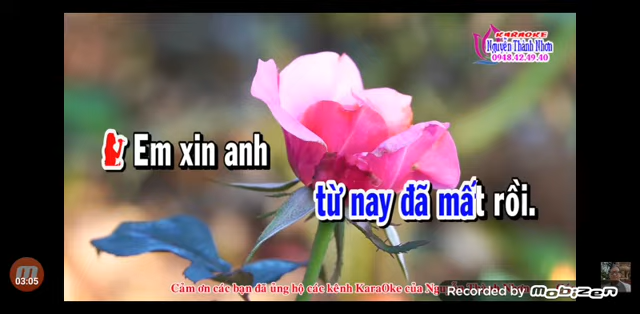 KARAOKE
Nguyễn Thành Nhơn
0948.42.49.40
Em xin anh
từ nay đã mất rồi.
03:05
Cảm ơn các bạn đã ủng hộ các kênh KaraOke của
Recorded by Mobizen